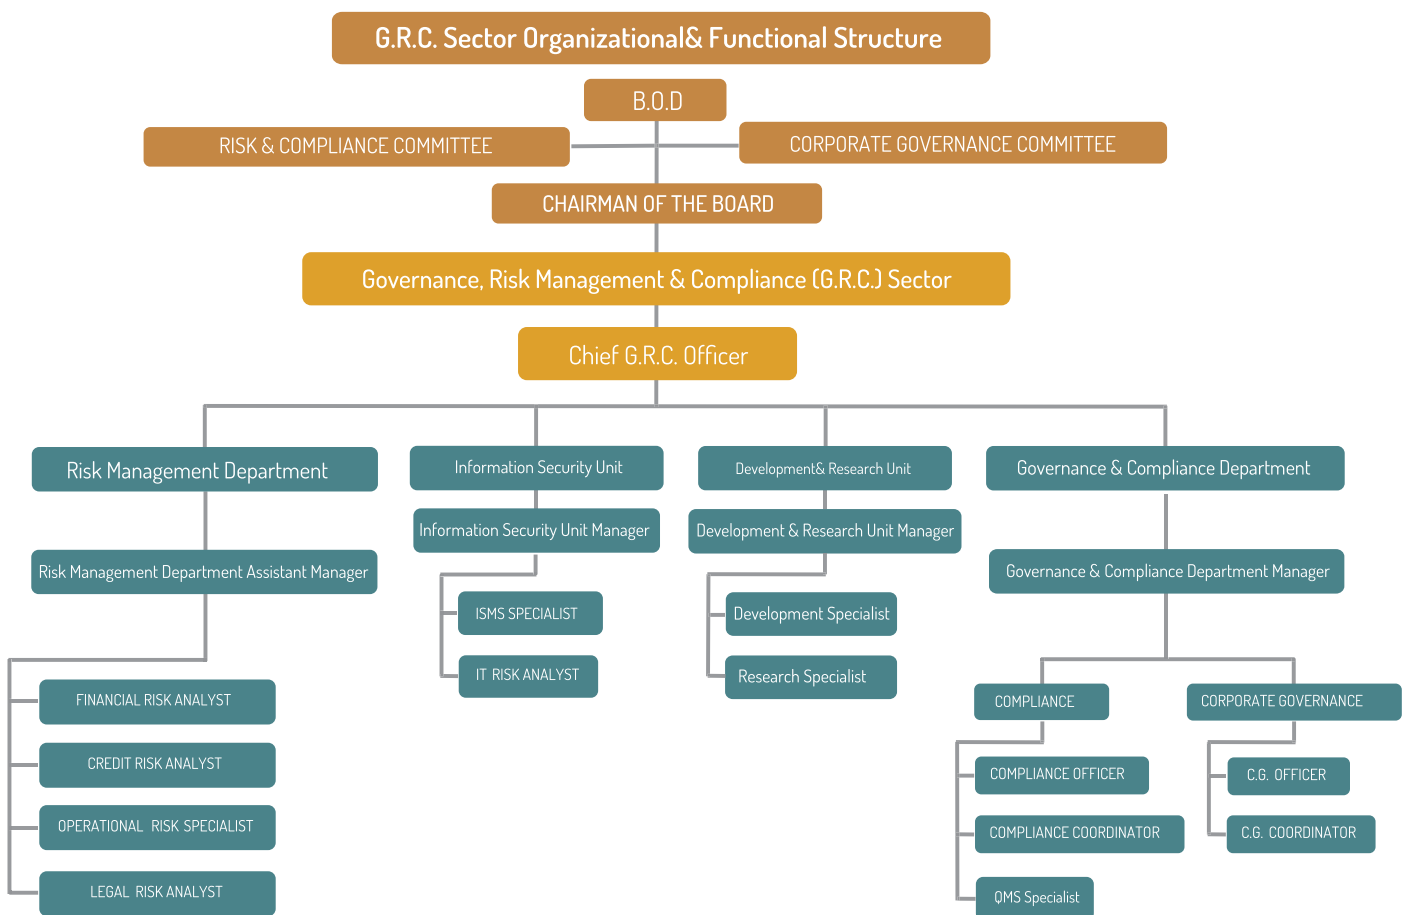 G.R.C. Sector Organizational& Functional Structure
B.O.D
RISK & COMPLIANCE COMMITTEE
CORPORATE GOVERNANCE COMMITTEE
CHAIRMAN OF THE BOARD
Governance, Risk Management & Compliance (G.R.C.) Sector
Chief G.R.C. Officer
Risk Management Department
Information Security Unit
Development& Research Unit
Governance & Compliance Department
Information Security Unit Manager
Development & Research Unit Manager
Risk Management Department Assistant Manager
Governance & Compliance Department Manager
ISMS SPECIALIST
Development Specialist
IT RISK ANALYST
Research Specialist
FINANCIAL RISK ANALYST
COMPLIANCE
CORPORATE GOVERNANCE
CREDIT RISK ANALYST
COMPLIANCE OFFICER
C.G. OFFICER
OPERATIONAL RISK SPECIALIST
COMPLIANCE COORDINATOR
C.G. COORDINATOR
LEGAL RISK ANALYST
QMS Specialist